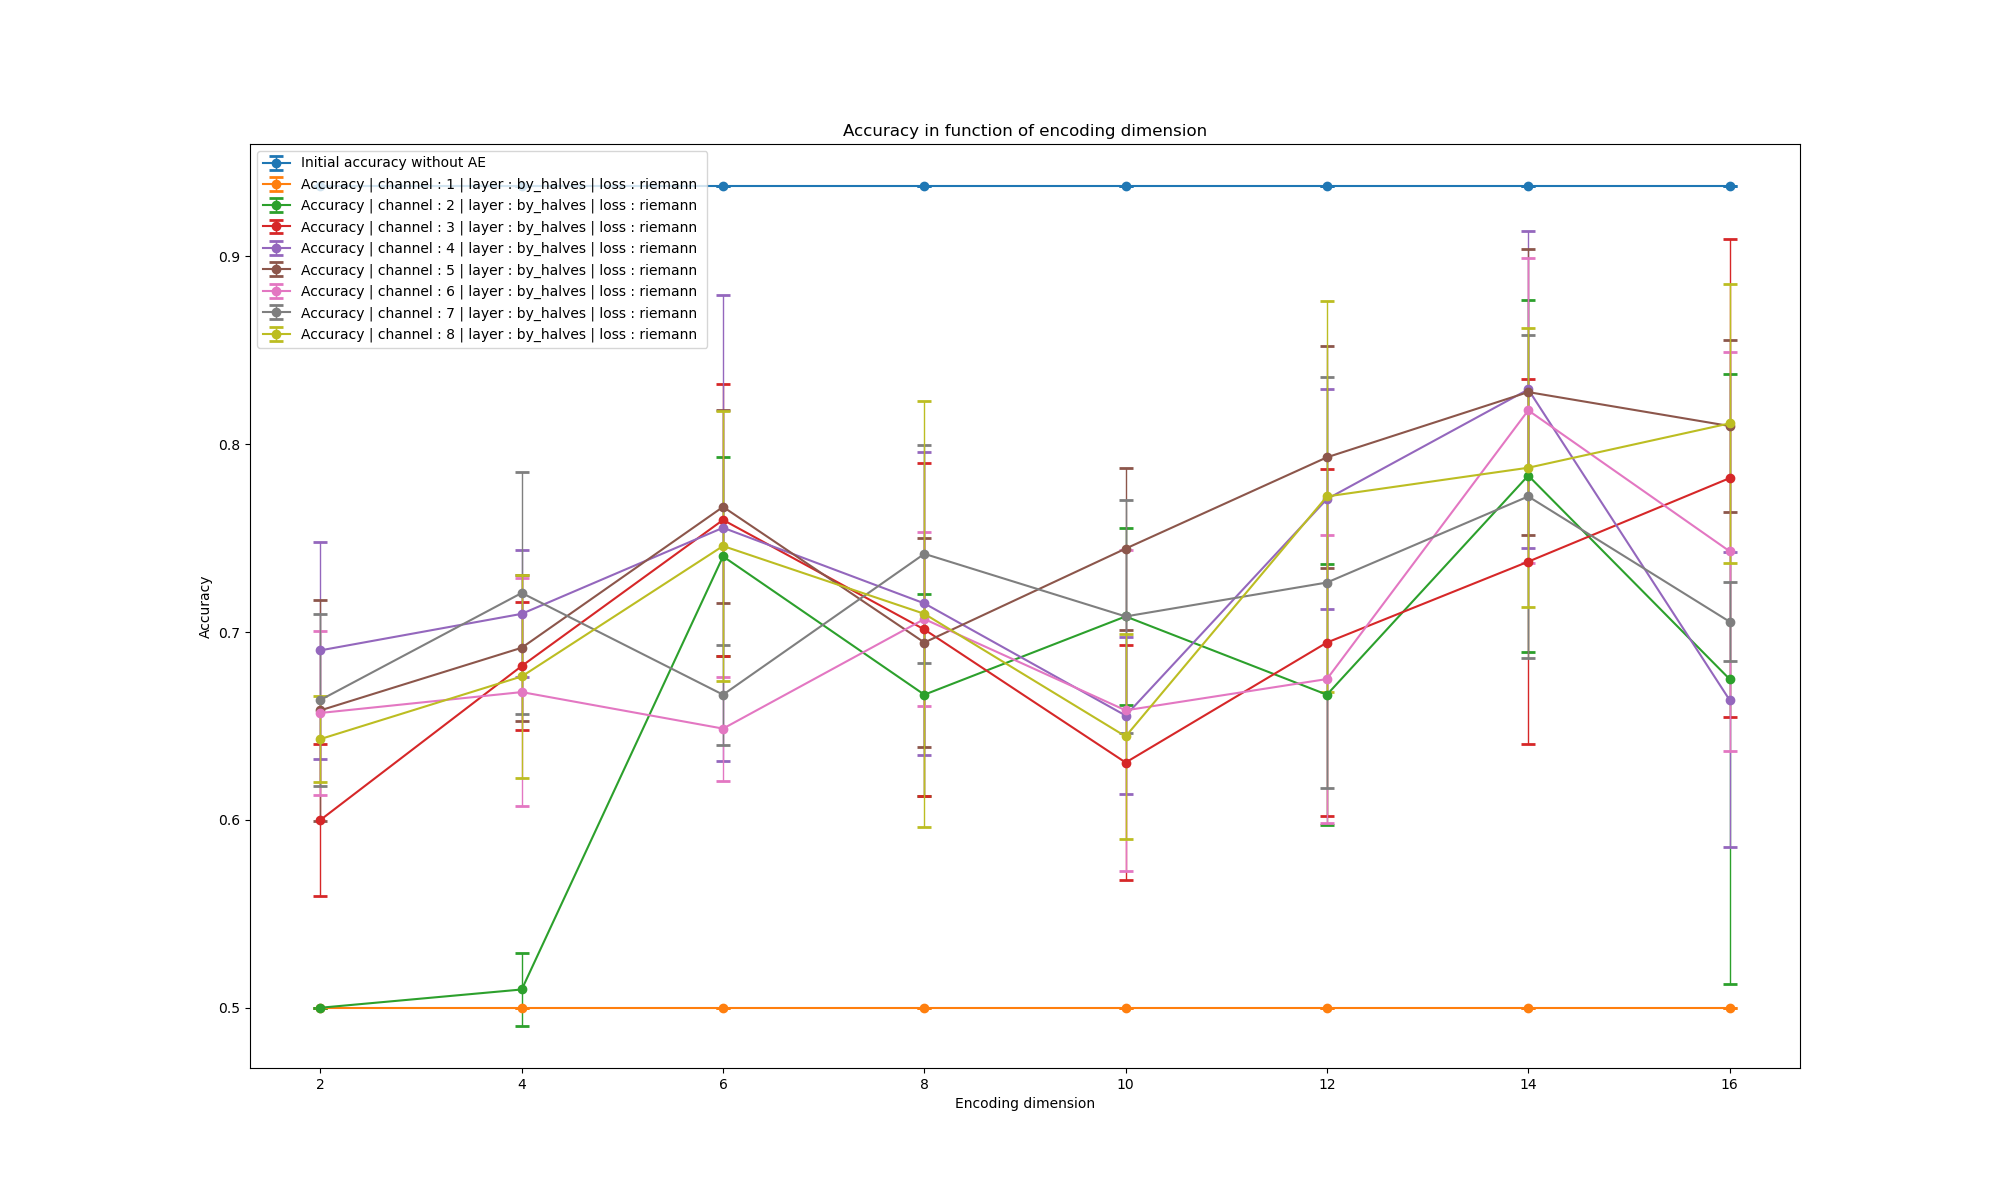 Accuracy in function of encoding dimension
Initial accuracy without AE
Accuracy | channel : 1 | layer : by_halves | loss : riemann
Accuracy | channel : 2 | layer : by_halves | loss : riemann
Accuracy | channel : 3 | layer : by_halves | loss : riemann
Accuracy | channel : 4 | layer : by_halves | loss : riemann
Accuracy | channel : 5 | layer : by_halves | loss : riemann
Accuracy | channel : 6 | layer : by_halves | loss : riemann
Accuracy | channel : 7 | layer : by_halves | loss : riemann
Accuracy | channel : 8 | layer : by_halves | loss : riemann
0.9
0.8
0.7
0.6
0.5
Accuracy
2 4 6 8 10 12 14 16
Encoding dimension